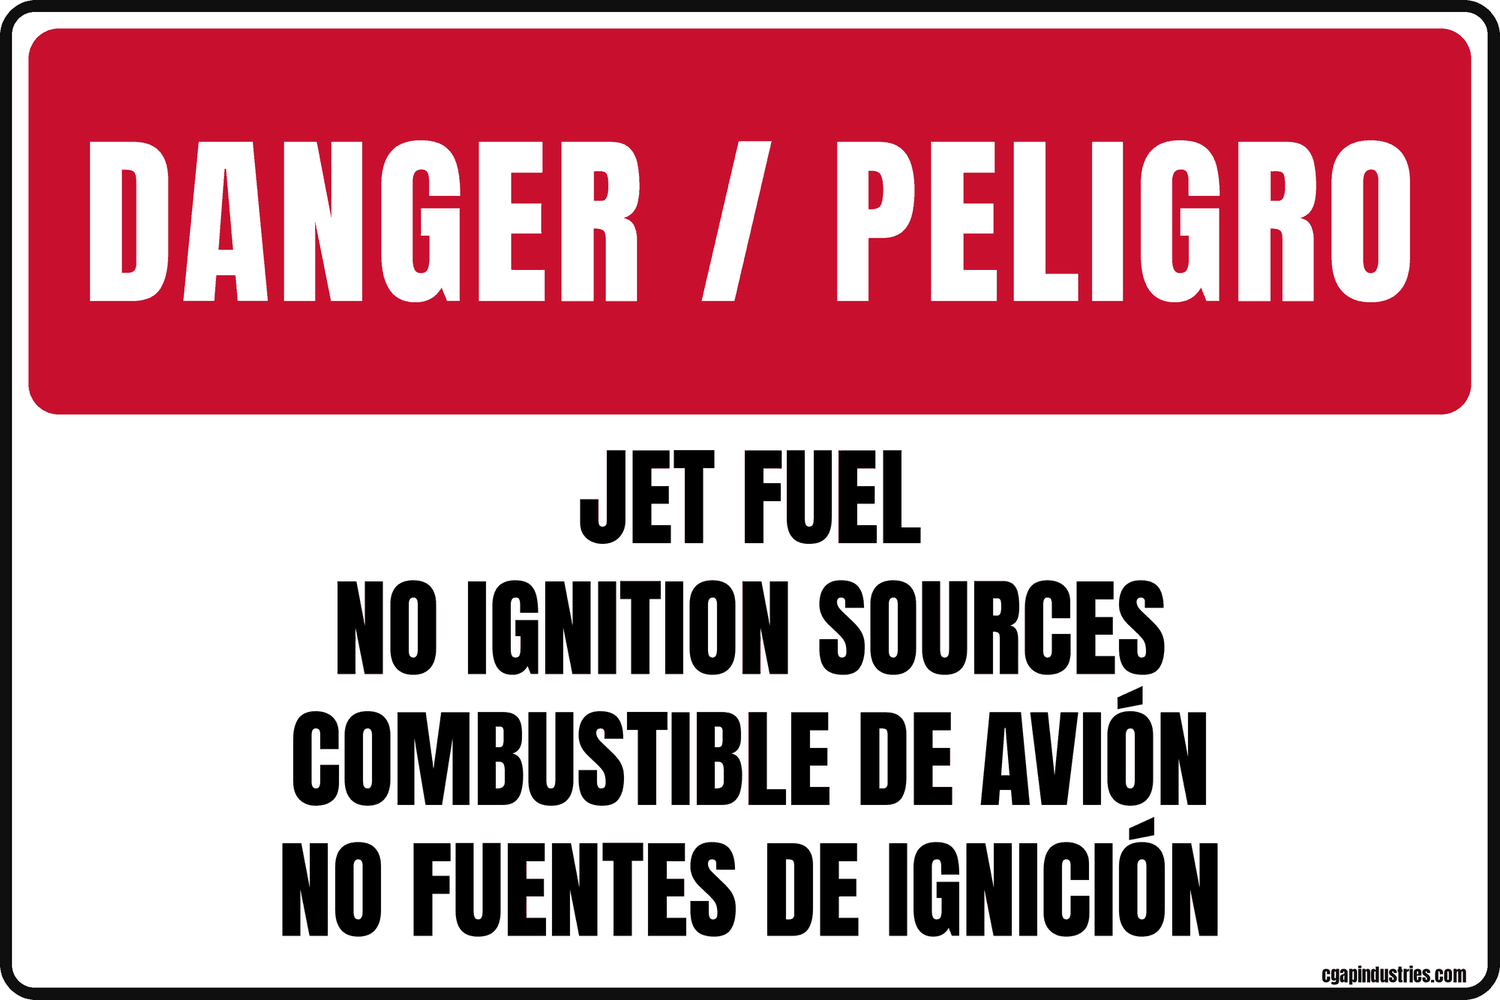 DANGER / PELIGRO
JET FUEL
NO IGNITION SOURCES
COMBUSTIBLE DE AVIÓN
NO FUENTES DE IGNICIÓN
cgapindustries.com